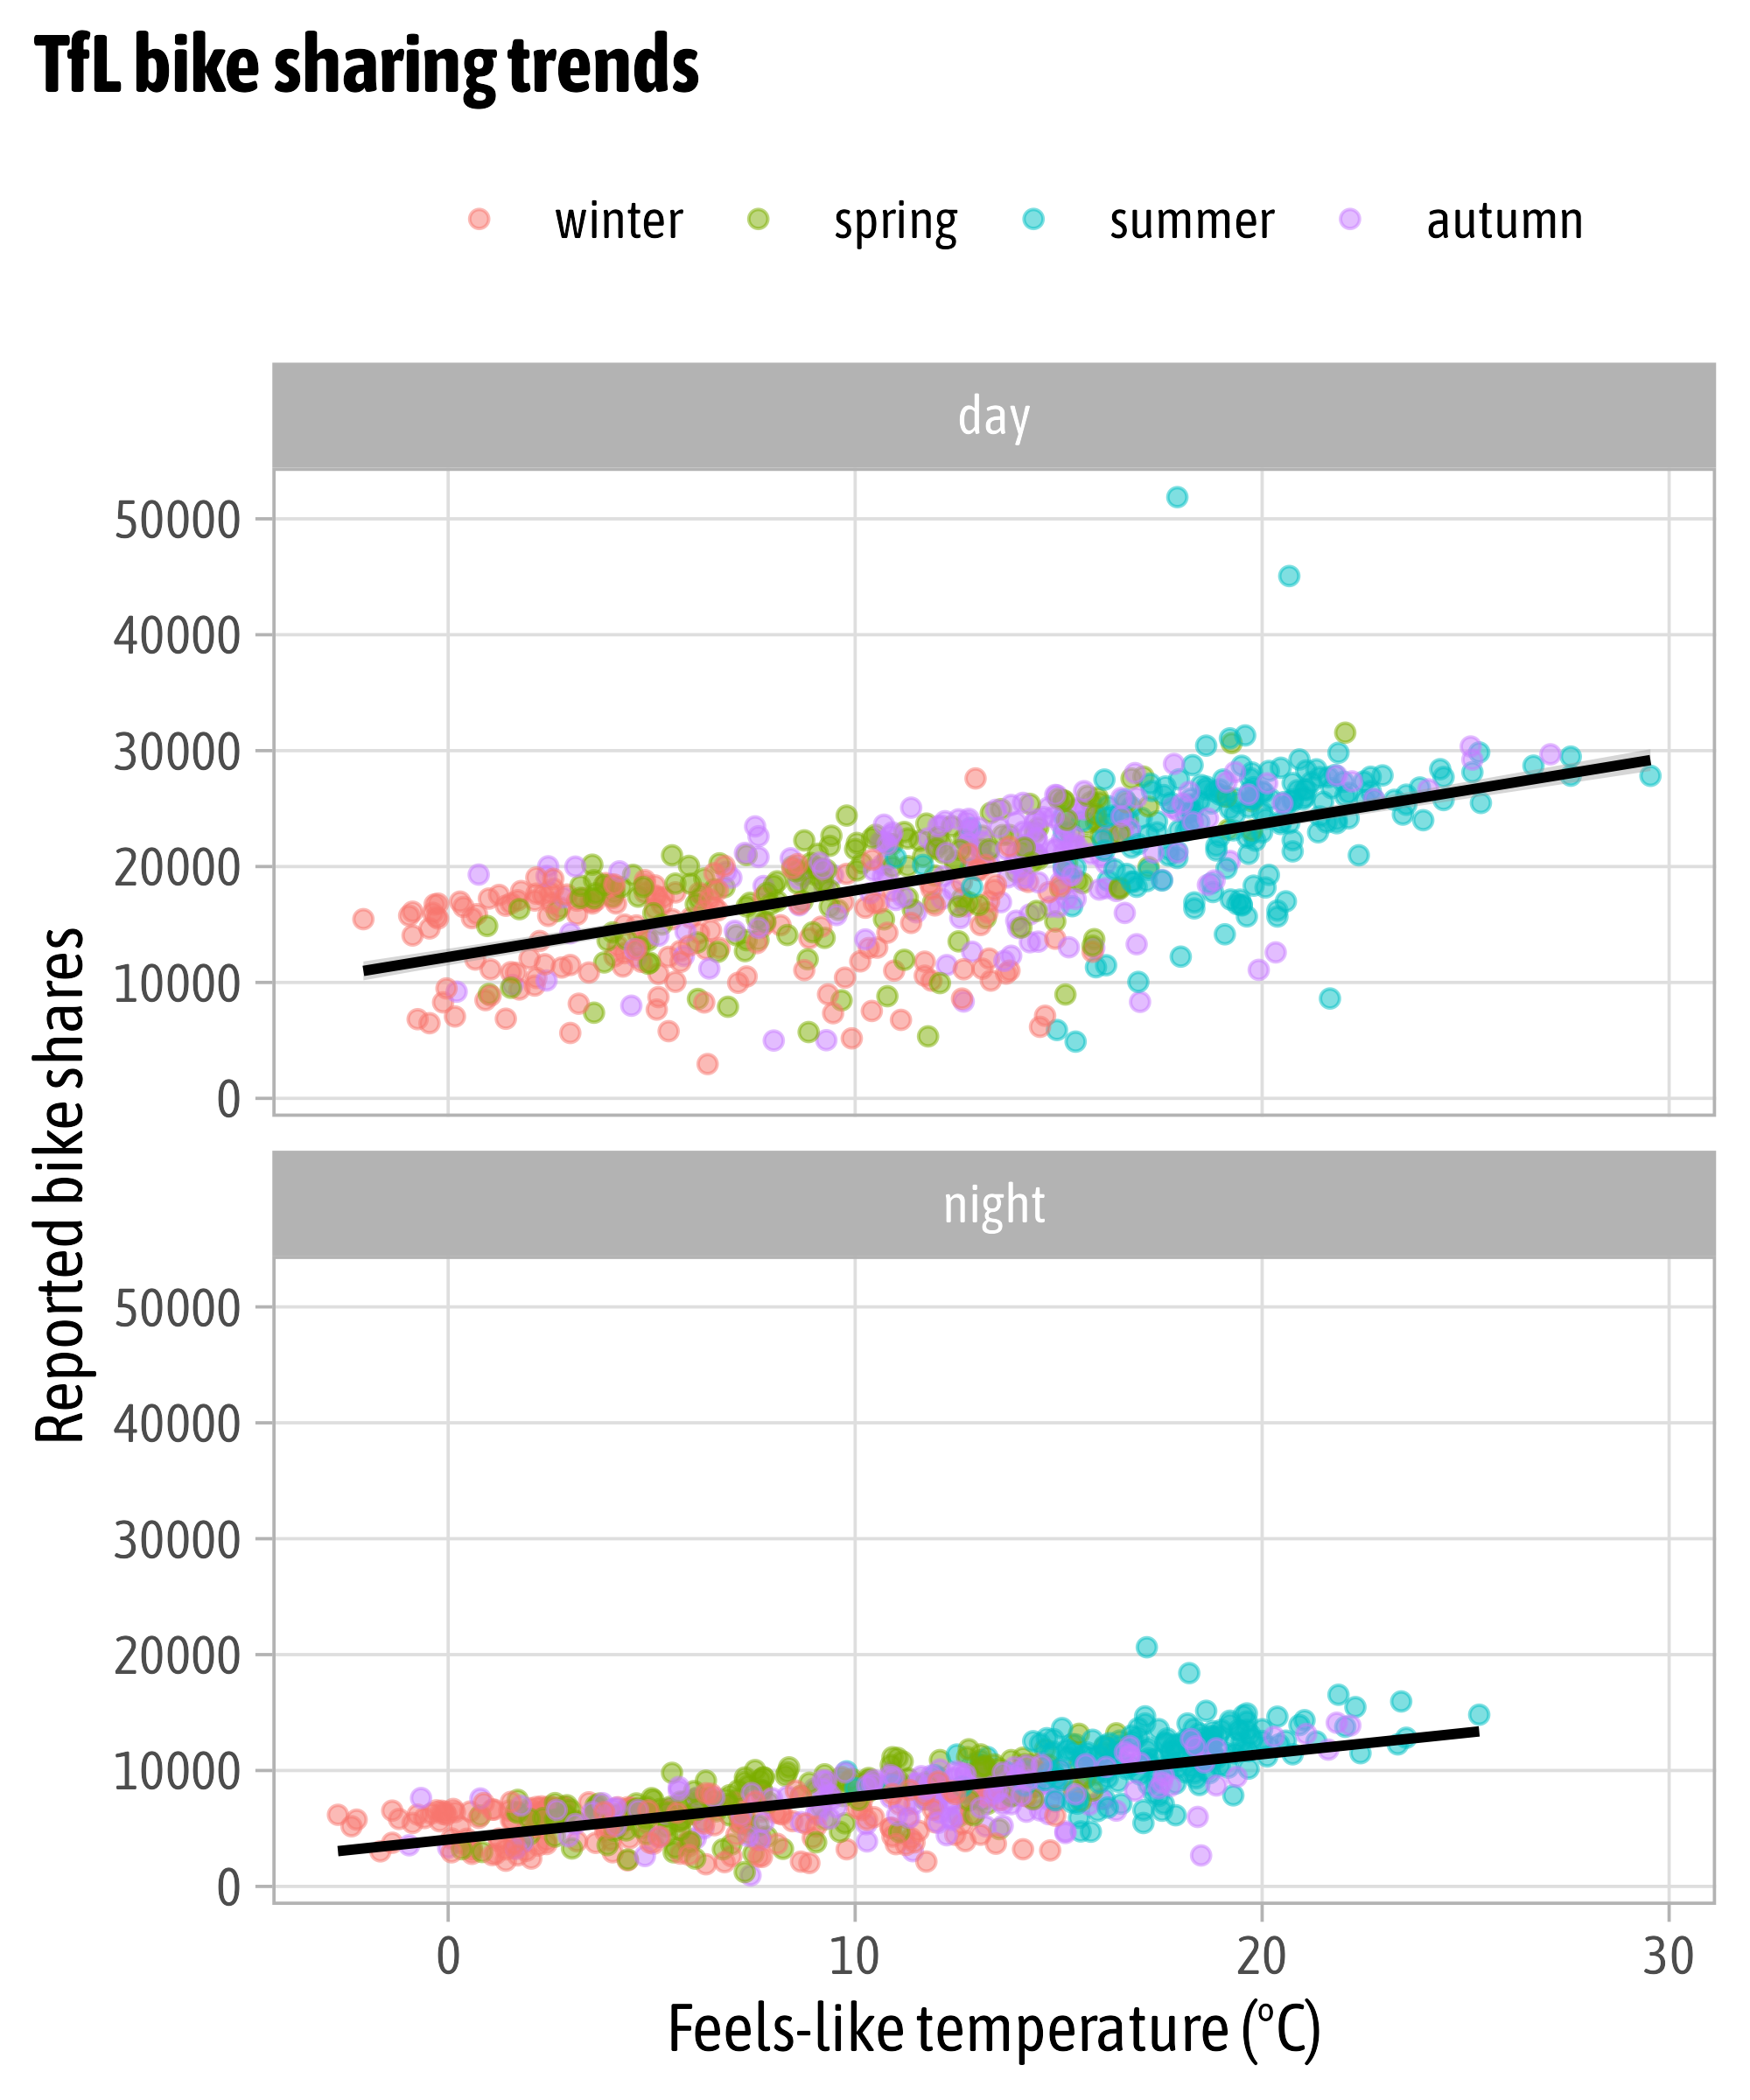 TfL bike sharing trends
winter spring summer autumn
day
50000
40000
30000
20000
10000
0
night
50000
40000
30000
20000
10000
0
Reported bike shares
0 10 20 30
Feels-like temperature (°C)